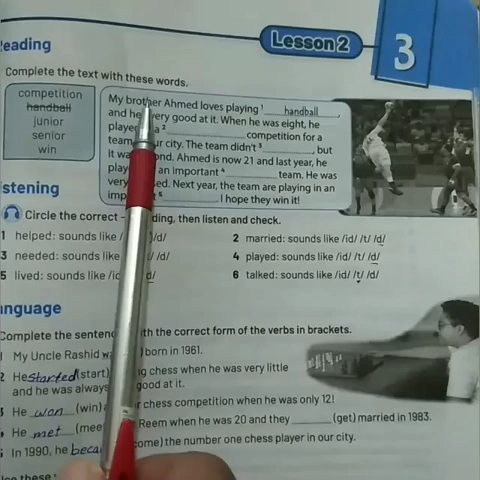 eading
Lesson 2
3
Complete the text with these words.
competition
handball
junior
senior
win
My brother Ahmed loves playing 1 handball
and he very good at it. When he was eight, he
played a 2 competition for a
team ur city. The team didn't 3 , but
it wa ond. Ahmed is now 21 and last year, he
play an important 4 team. He was
very sed. Next year, the team are playing in an
imp 5 I hope they win it!
stening
Circle the correct ding, then listen and check.
1 helped: sounds like / /d/
2 married: sounds like /id/ /t/ /d/
3 needed: sounds like /d/
4 played: sounds like /id/ /t/ /d/
5 lived: sounds like /id d/
6 talked: sounds like /id/ /t/ /d/
anguage
Complete the senten th the correct form of the verbs in brackets.
My Uncle Rashid w ) born in 1961.
2 He started (start) g chess when he was very little
and he was always good at it.
He won (win) r chess competition when he was only 12!
He met (mee Reem when he was 20 and they (get) married in 1983.
In 1990, he beca come) the number one chess player in our city.
these